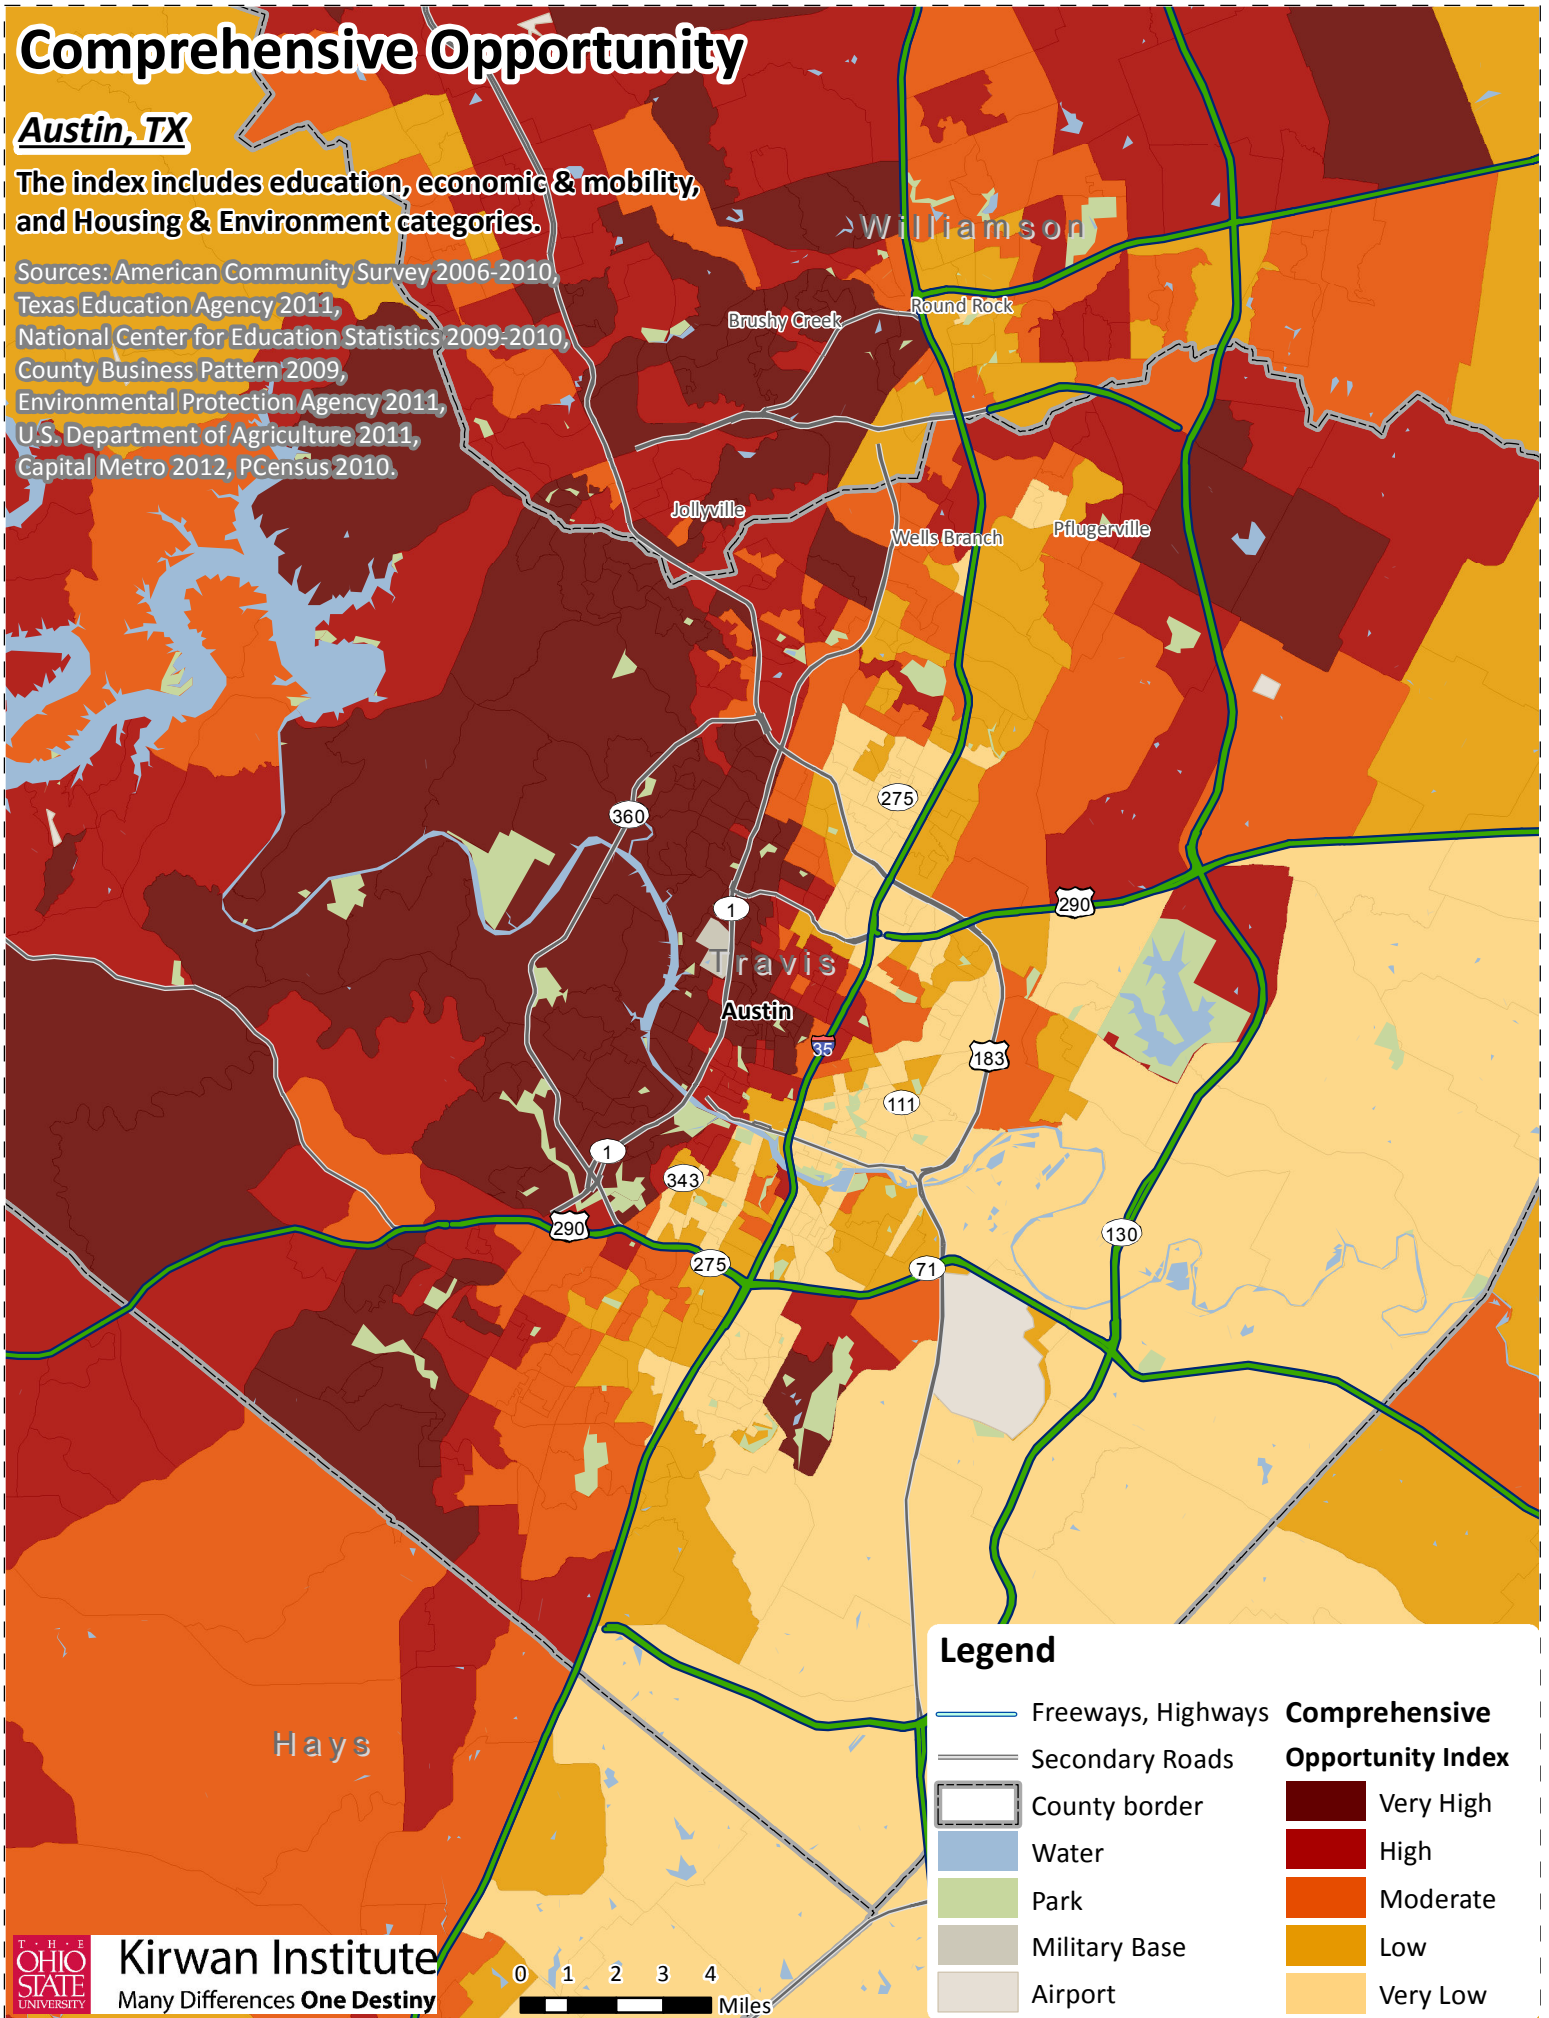 Comprehensive Opportunity
Austin, TX
The index includes education, economic & mobility,
and Housing & Environment categories.
Sources: American Community Survey 2006-2010,
Texas Education Agency 2011,
National Center for Education Statistics 2009-2010,
County Business Pattern 2009,
Environmental Protection Agency 2011,
U.S. Department of Agriculture 2011,
Capital Metro 2012, PCensus 2010.
Williamson
Round Rock
Brushy Creek
Jollyville
Wells Branch
Pflugerville
275
360
290
1
Travis
Austin
35
183
111
1
343
290
130
275
71
Hays
Legend
Freeways, Highways
Secondary Roads
County border
Water
Park
Military Base
Airport
Comprehensive
Opportunity Index
Very High
High
Moderate
Low
Very Low
T·H·E
OHIO
STATE
UNIVERSITY
Kirwan Institute
Many Differences One Destiny
0 1 2 3 4
Miles